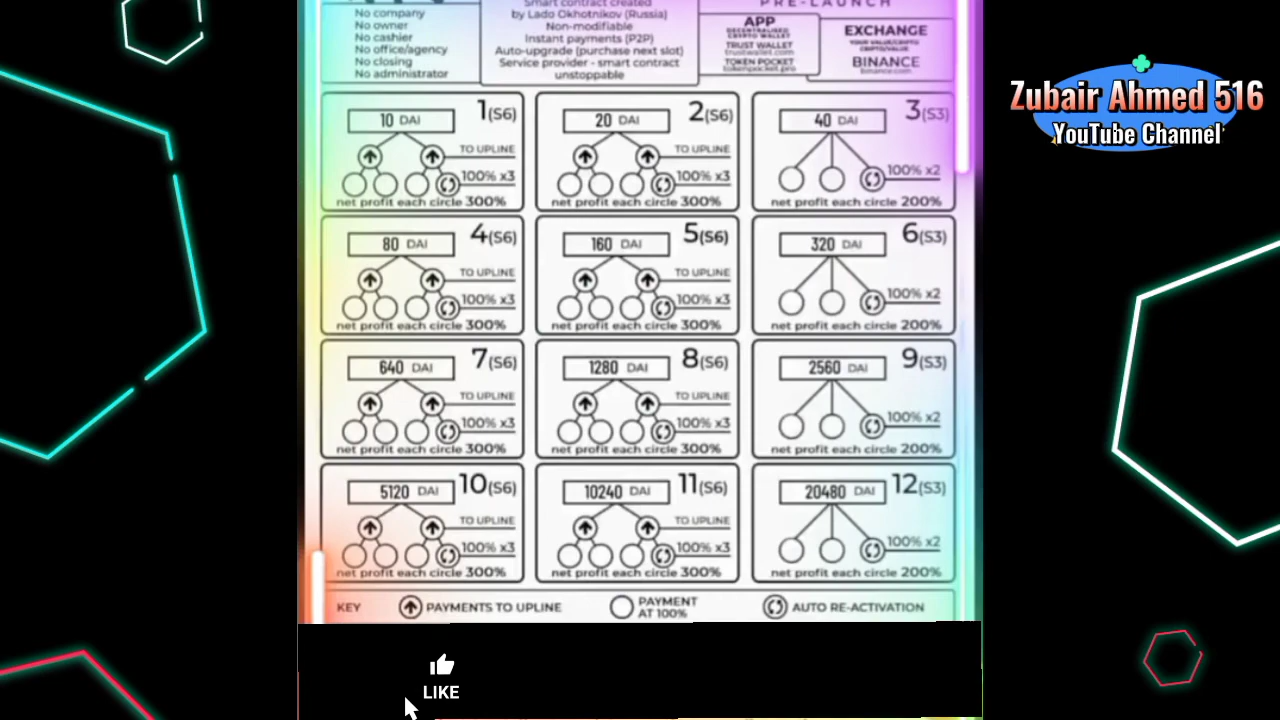 PRE-LAUNCH
No company
No owner
No cashier
No office/agency
No closing
No administrator
Smart contract created
by Lado Okhotnikov (Russia)
Non-modifiable
Instant payments (P2P)
Auto-upgrade (purchase next slot)
Service provider - smart contract
unstoppable
APP
DECENTRALISED
CRYPTO WALLET
TRUST WALLET
trustwallet.com
TOKEN POCKET
tokenpocket.pro
EXCHANGE
BINANCE
binance.com
Zubair Ahmed 516
YouTube Channel
10 DAI 1(S6)
TO UPLINE
100% x3
net profit each circle 300%
20 DAI 2(S6)
TO UPLINE
100% x3
net profit each circle 300%
40 DAI 3(S3)
100% x2
net profit each circle 200%
80 DAI 4(S6)
TO UPLINE
100% x3
net profit each circle 300%
160 DAI 5(S6)
TO UPLINE
100% x3
net profit each circle 300%
320 DAI 6(S3)
100% x2
net profit each circle 200%
640 DAI 7(S6)
TO UPLINE
100% x3
net profit each circle 300%
1280 DAI 8(S6)
TO UPLINE
100% x3
net profit each circle 300%
2560 DAI 9(S3)
100% x2
net profit each circle 200%
5120 DAI 10(S6)
TO UPLINE
100% x3
net profit each circle 300%
10240 DAI 11(S6)
TO UPLINE
100% x3
net profit each circle 300%
20480 DAI 12(S3)
100% x2
net profit each circle 200%
KEY
PAYMENTS TO UPLINE
PAYMENT
AT 100%
AUTO RE-ACTIVATION
LIKE